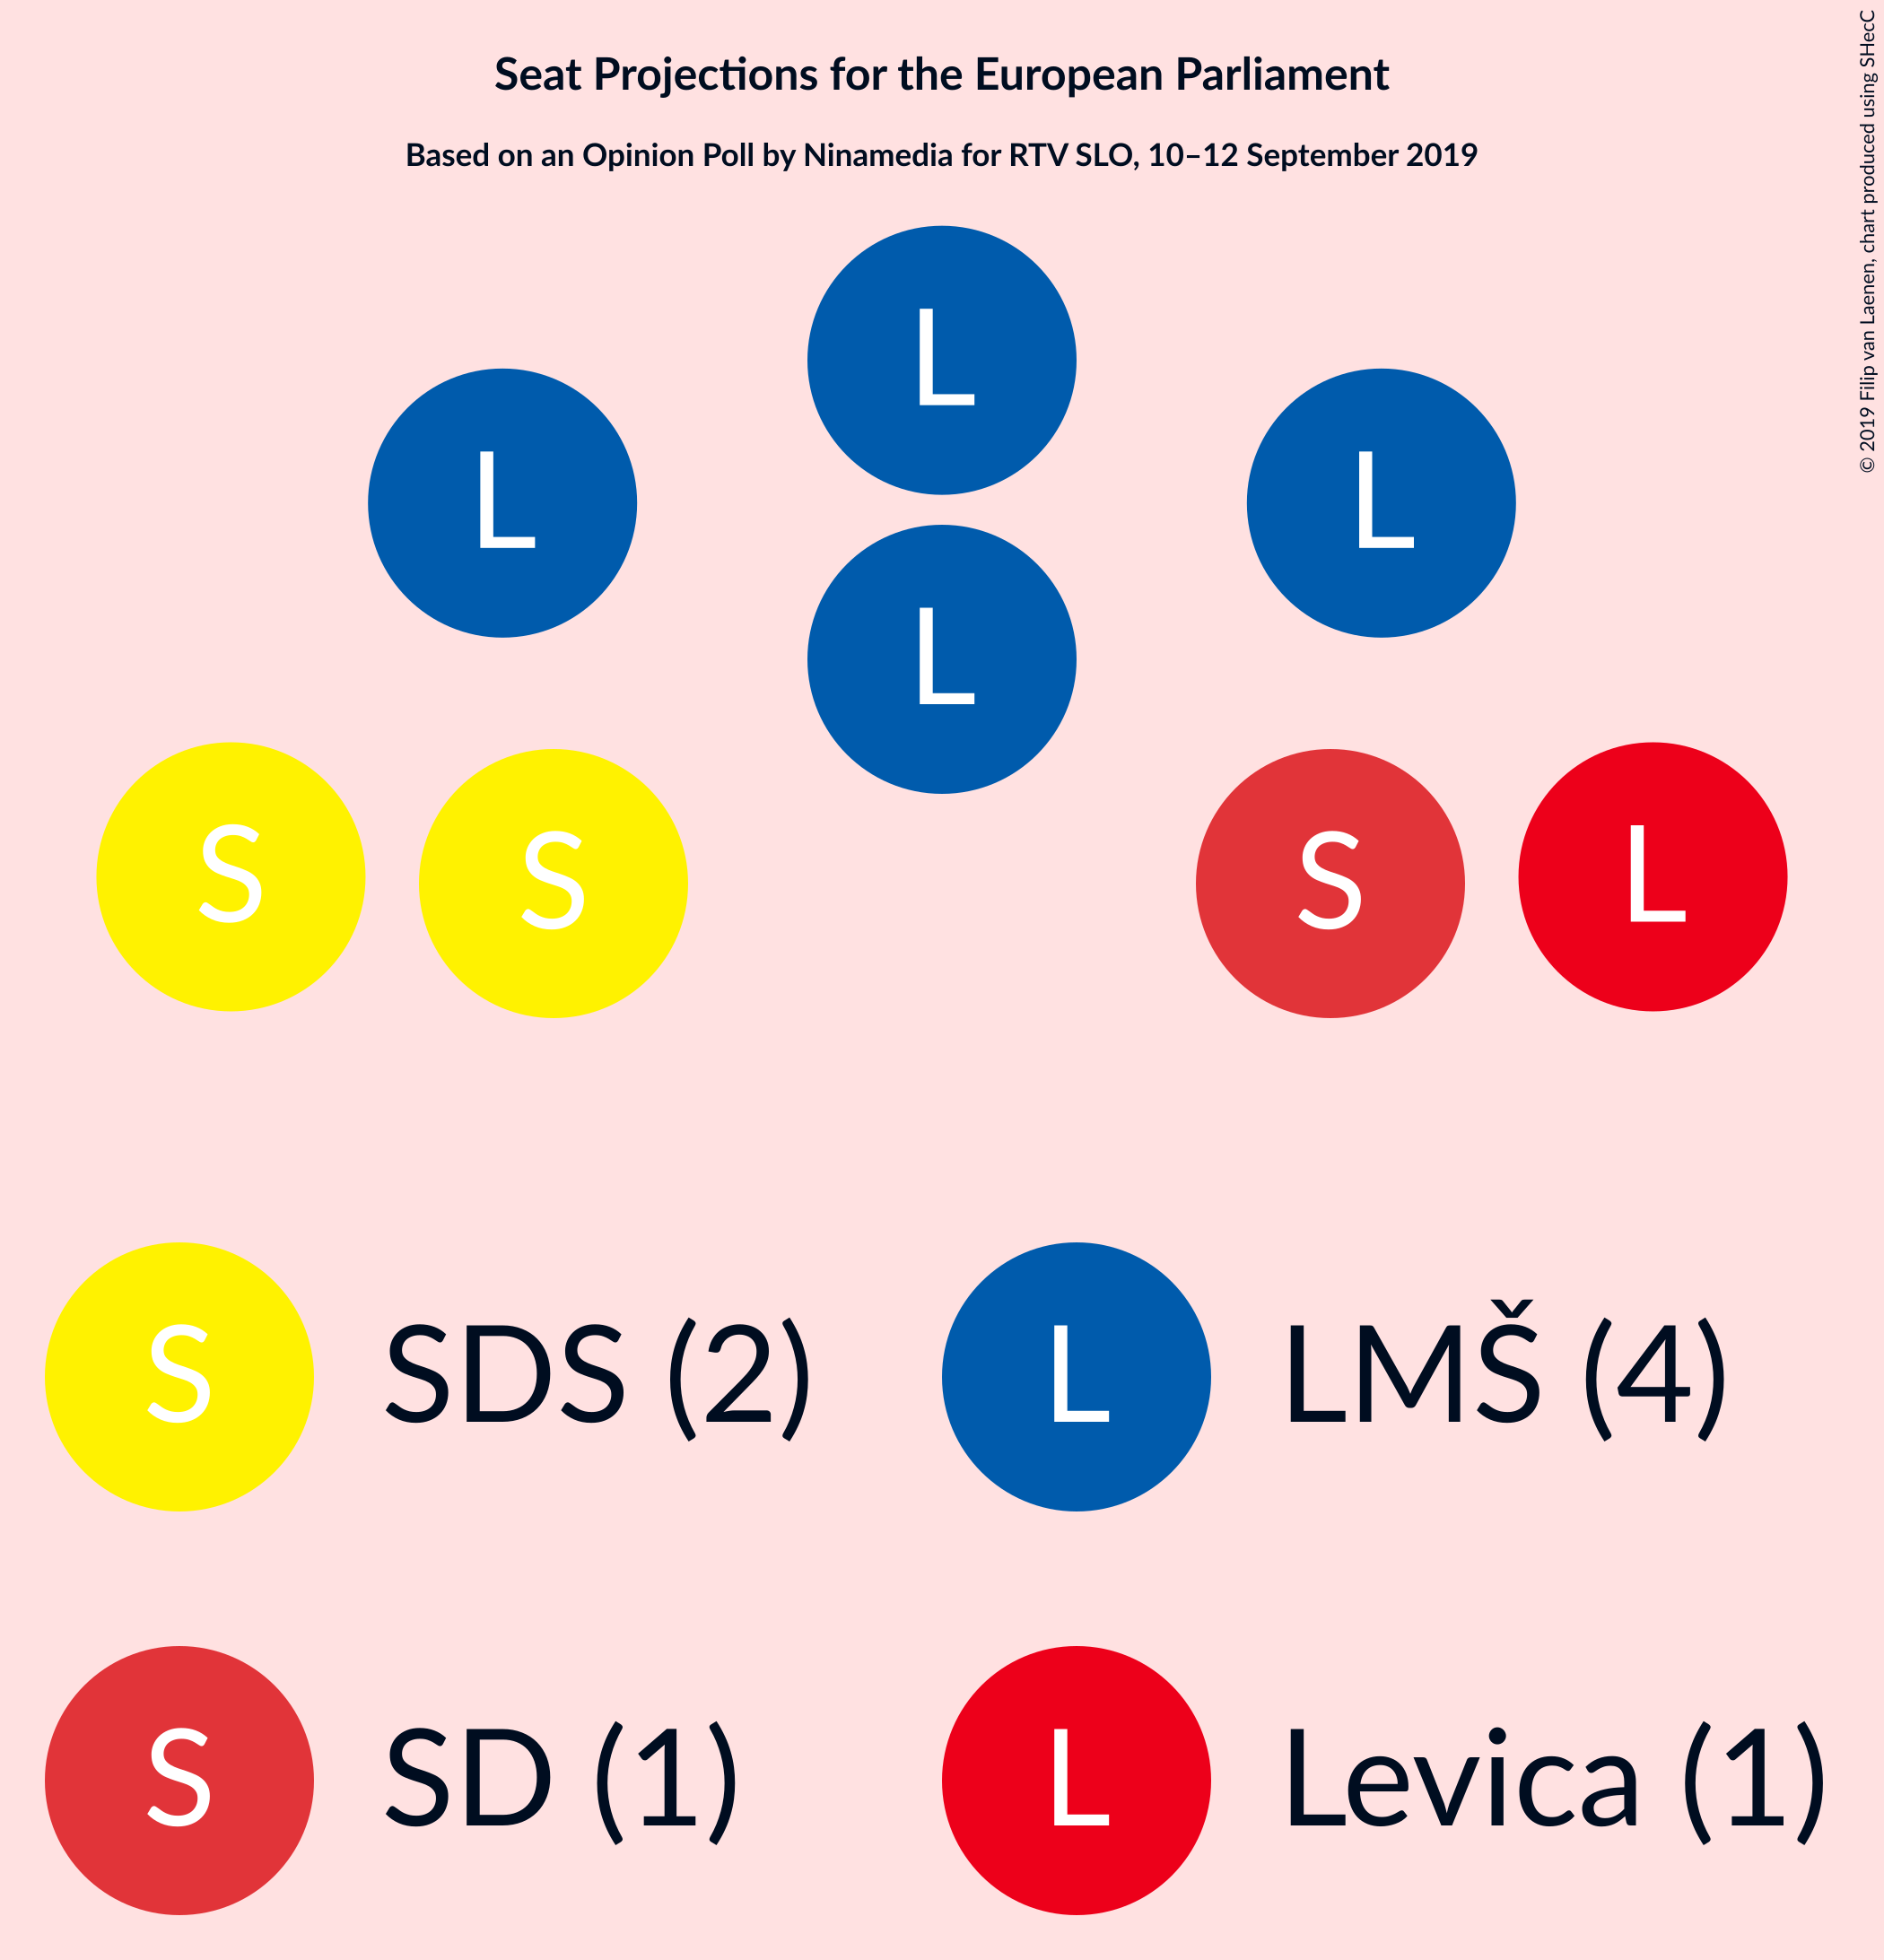 Seat Projections for the European Parliament
Based on an Opinion Poll by Ninamedia for RTV SLO, 10–12 September 2019
© 2019 Filip van Laenen, chart produced using SHecC
L
L
L
L
S
S
S
L
S
SDS (2)
L
LMŠ (4)
S
SD (1)
L
Levica (1)